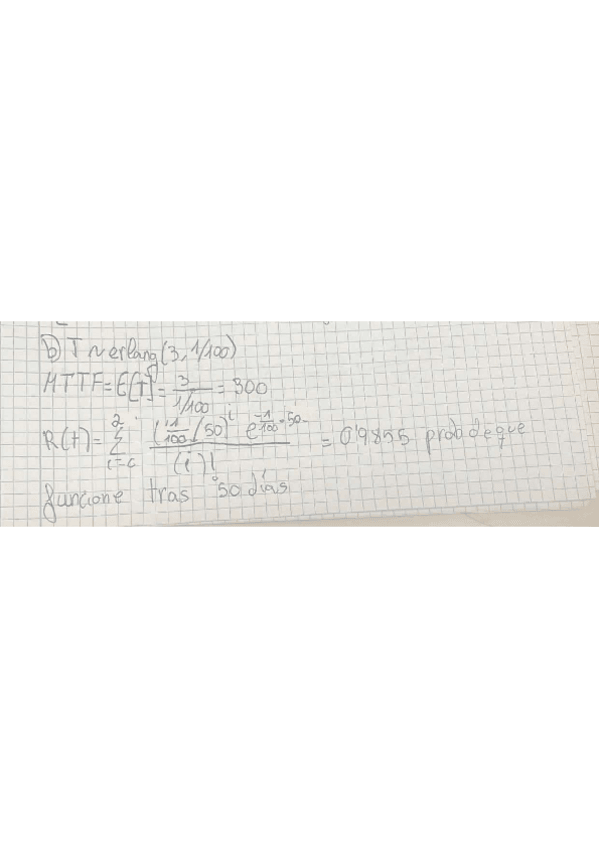 b) T ~ erlang(3, 1/100)
MTTF = E[T] = 3 / (1/100) = 300
R(t) = Σ_{i=0}^{2} ((1/100)(50))^i e^{-1/100·50} / (i)! = 0'9855 prob de que
funcione tras 50 días